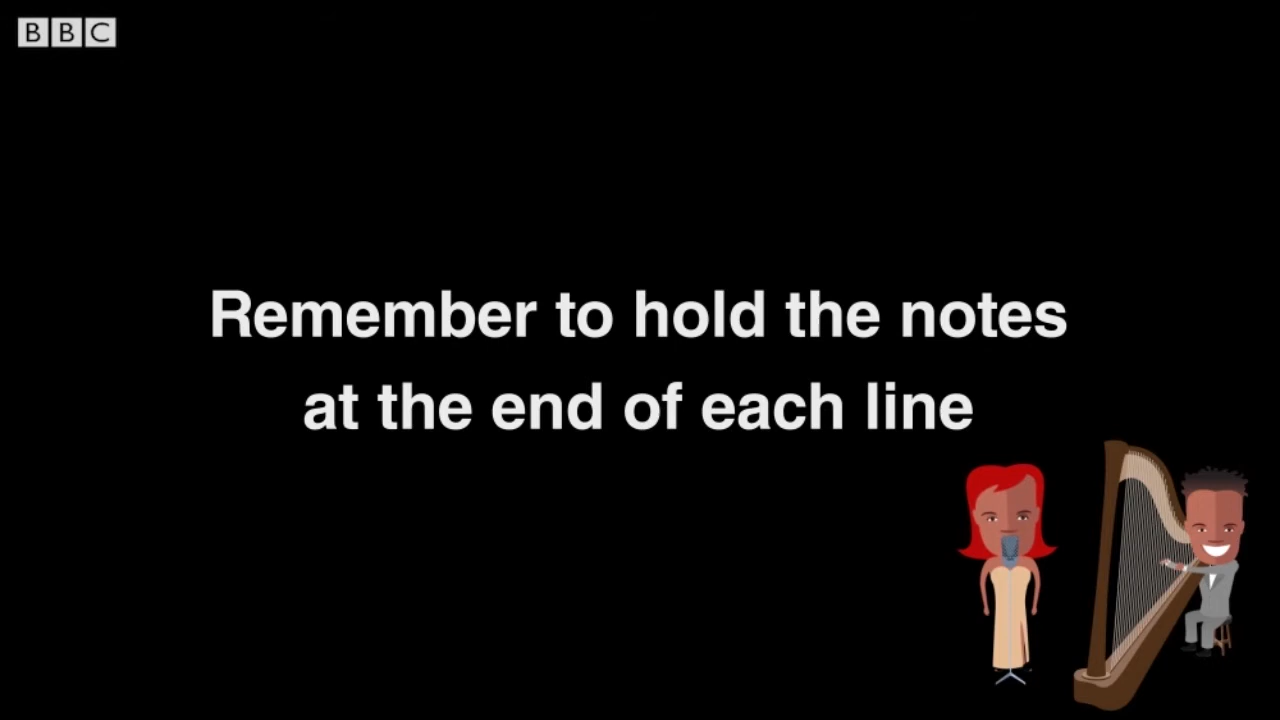 BBC
Remember to hold the notes
at the end of each line